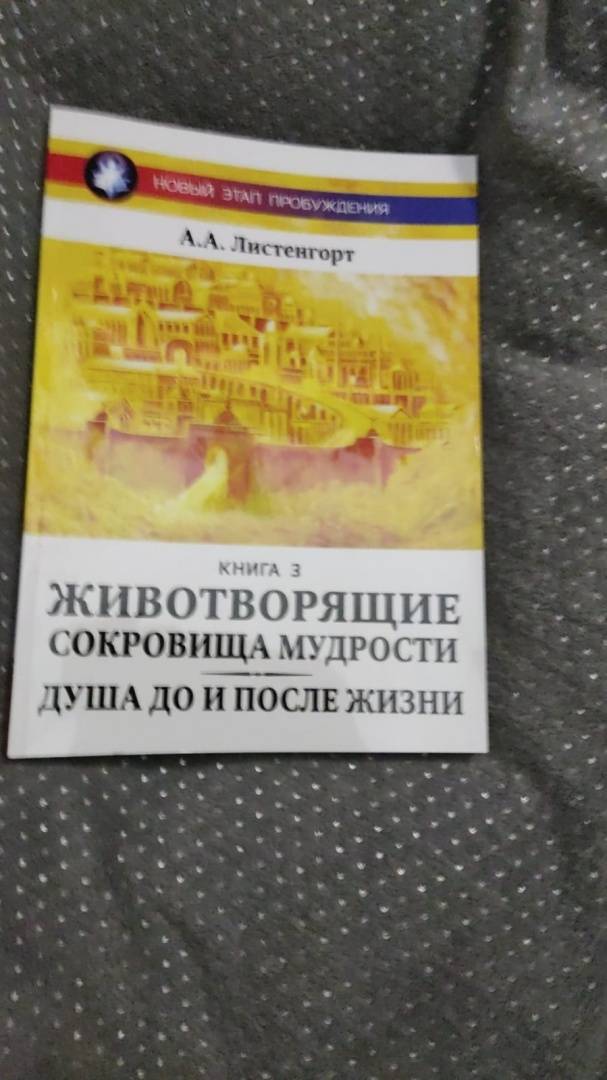 НОВЫЙ ЭТАП ПРОБУЖДЕНИЯ
А.А. Листенгорт
КНИГА 3
ЖИВОТВОРЯЩИЕ
СОКРОВИЩА МУДРОСТИ
ДУША ДО И ПОСЛЕ ЖИЗНИ